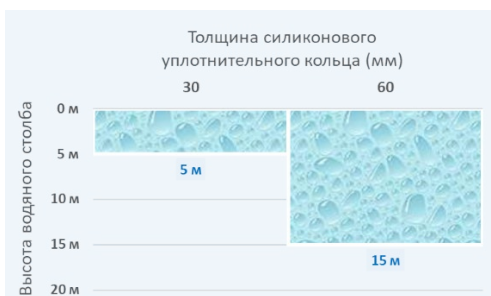 Толщина силиконового
уплотнительного кольца (мм)
30 60
Высота водяного столба
0 м
5 м
5 м
10 м
15 м
15 м
20 м